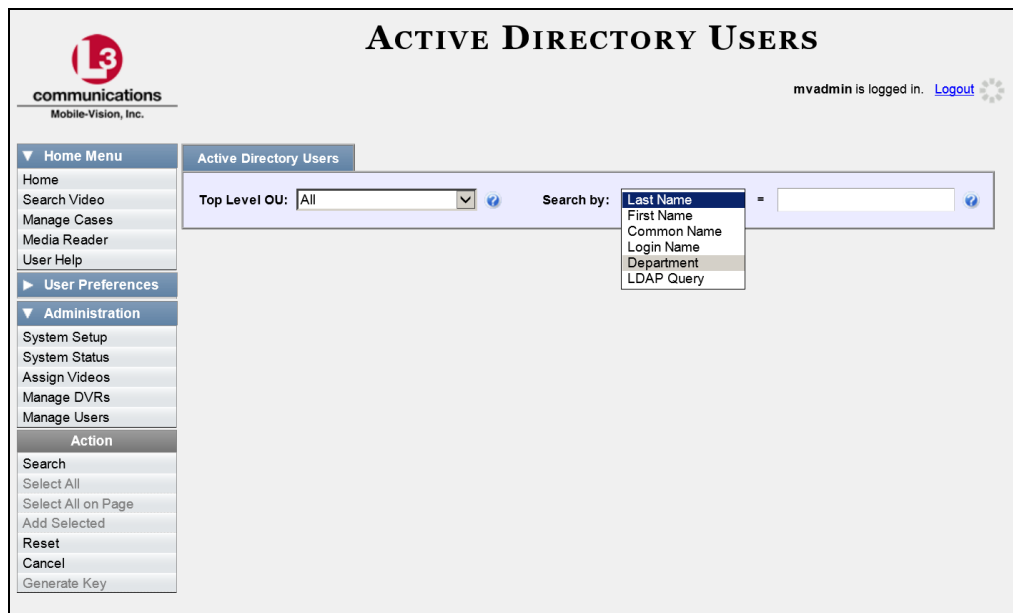 ACTIVE DIRECTORY USERS
L3
communications
Mobile-Vision, Inc.
mvadmin is logged in. Logout
▼ Home Menu
Home
Search Video
Manage Cases
Media Reader
User Help
▶ User Preferences
▼ Administration
System Setup
System Status
Assign Videos
Manage DVRs
Manage Users
Action
Search
Select All
Select All on Page
Add Selected
Reset
Cancel
Generate Key
Active Directory Users
Top Level OU: All ? Search by: Last Name = ?
First Name
Common Name
Login Name
Department
LDAP Query